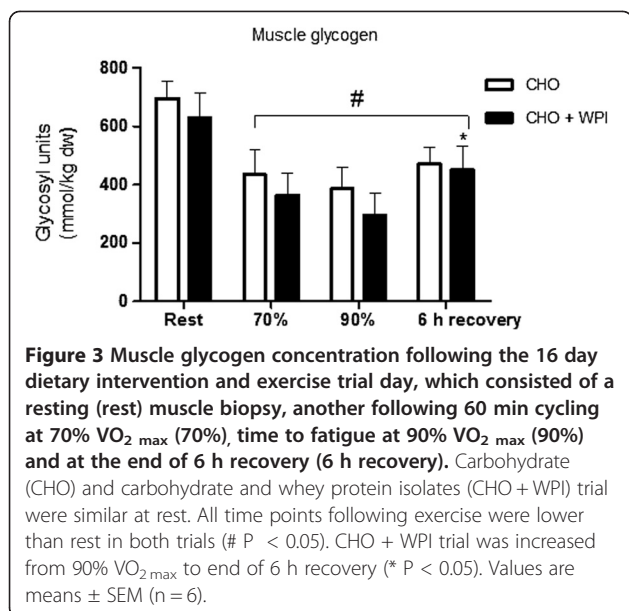 Muscle glycogen
800
600
400
200
0
Glycosyl units
(mmol/kg dw)
#
*
CHO
CHO + WPI
Rest 70% 90% 6 h recovery
Figure 3 Muscle glycogen concentration following the 16 day
dietary intervention and exercise trial day, which consisted of a
resting (rest) muscle biopsy, another following 60 min cycling
at 70% VO2 max (70%), time to fatigue at 90% VO2 max (90%)
and at the end of 6 h recovery (6 h recovery). Carbohydrate
(CHO) and carbohydrate and whey protein isolates (CHO + WPI) trial
were similar at rest. All time points following exercise were lower
than rest in both trials (# P < 0.05). CHO + WPI trial was increased
from 90% VO2 max to end of 6 h recovery (* P < 0.05). Values are
means ± SEM (n = 6).